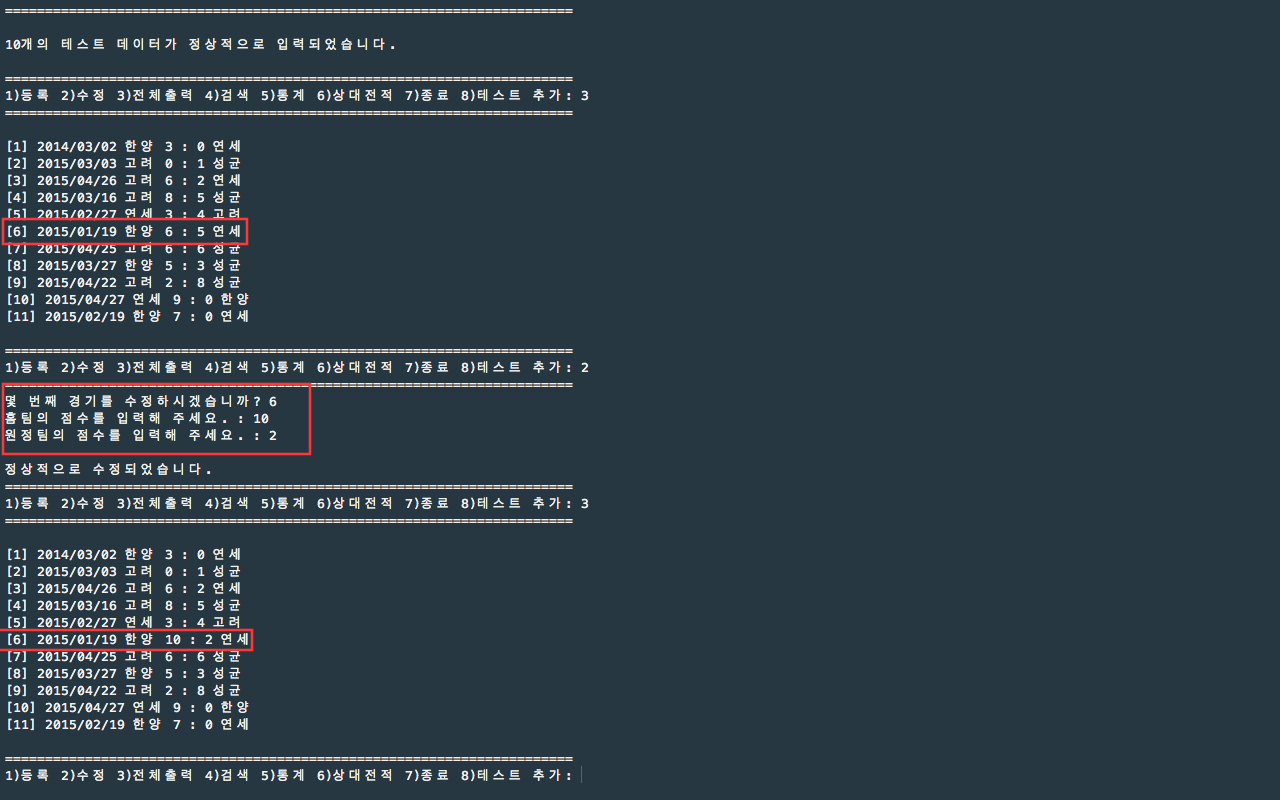 ======================================================================
10개의 테스트 데이터가 정상적으로 입력되었습니다.
======================================================================
1)등록 2)수정 3)전체출력 4)검색 5)통계 6)상대전적 7)종료 8)테스트 추가: 3
======================================================================
[1] 2014/03/02 한양 3 : 0 연세
[2] 2015/03/03 고려 0 : 1 성균
[3] 2015/04/26 고려 6 : 2 연세
[4] 2015/03/16 고려 8 : 5 성균
[5] 2015/02/27 연세 3 : 4 고려
[6] 2015/01/19 한양 6 : 5 연세
[7] 2015/04/25 고려 6 : 6 성균
[8] 2015/03/27 한양 5 : 3 성균
[9] 2015/04/22 고려 2 : 8 성균
[10] 2015/04/27 연세 9 : 0 한양
[11] 2015/02/19 한양 7 : 0 연세
======================================================================
1)등록 2)수정 3)전체출력 4)검색 5)통계 6)상대전적 7)종료 8)테스트 추가: 2
======================================================================
몇 번째 경기를 수정하시겠습니까? 6
홈팀의 점수를 입력해 주세요. : 10
원정팀의 점수를 입력해 주세요. : 2
정상적으로 수정되었습니다.
======================================================================
1)등록 2)수정 3)전체출력 4)검색 5)통계 6)상대전적 7)종료 8)테스트 추가: 3
======================================================================
[1] 2014/03/02 한양 3 : 0 연세
[2] 2015/03/03 고려 0 : 1 성균
[3] 2015/04/26 고려 6 : 2 연세
[4] 2015/03/16 고려 8 : 5 성균
[5] 2015/02/27 연세 3 : 4 고려
[6] 2015/01/19 한양 10 : 2 연세
[7] 2015/04/25 고려 6 : 6 성균
[8] 2015/03/27 한양 5 : 3 성균
[9] 2015/04/22 고려 2 : 8 성균
[10] 2015/04/27 연세 9 : 0 한양
[11] 2015/02/19 한양 7 : 0 연세
======================================================================
1)등록 2)수정 3)전체출력 4)검색 5)통계 6)상대전적 7)종료 8)테스트 추가: